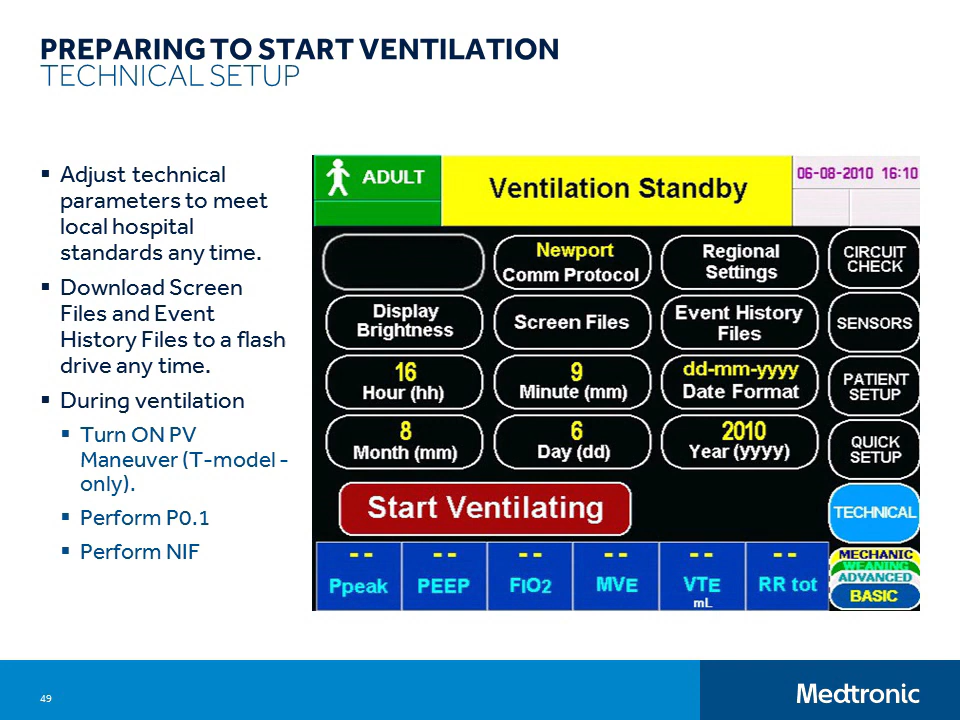 PREPARING TO START VENTILATION
TECHNICAL SETUP
▪ Adjust technical
parameters to meet
local hospital
standards any time.
▪ Download Screen
Files and Event
History Files to a flash
drive any time.
▪ During ventilation
▪ Turn ON PV
Maneuver (T-model -
only).
▪ Perform P0.1
▪ Perform NIF
ADULT
Ventilation Standby
06-08-2010 16:10
Newport
Comm Protocol
Regional
Settings
CIRCUIT
CHECK
Display
Brightness
Screen Files
Event History
Files
SENSORS
16
Hour (hh)
9
Minute (mm)
dd-mm-yyyy
Date Format
PATIENT
SETUP
8
Month (mm)
6
Day (dd)
2010
Year (yyyy)
QUICK
SETUP
Start Ventilating
TECHNICAL
- -
Ppeak
- -
PEEP
- -
FIO2
- -
MVE
- -
VTE
mL
- -
RR tot
MECHANIC
WEANING
ADVANCED
BASIC
49
Medtronic